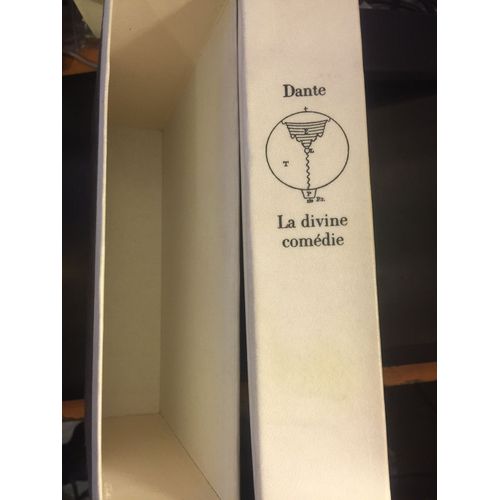 Dante
E
L
T
P
La divine
comédie